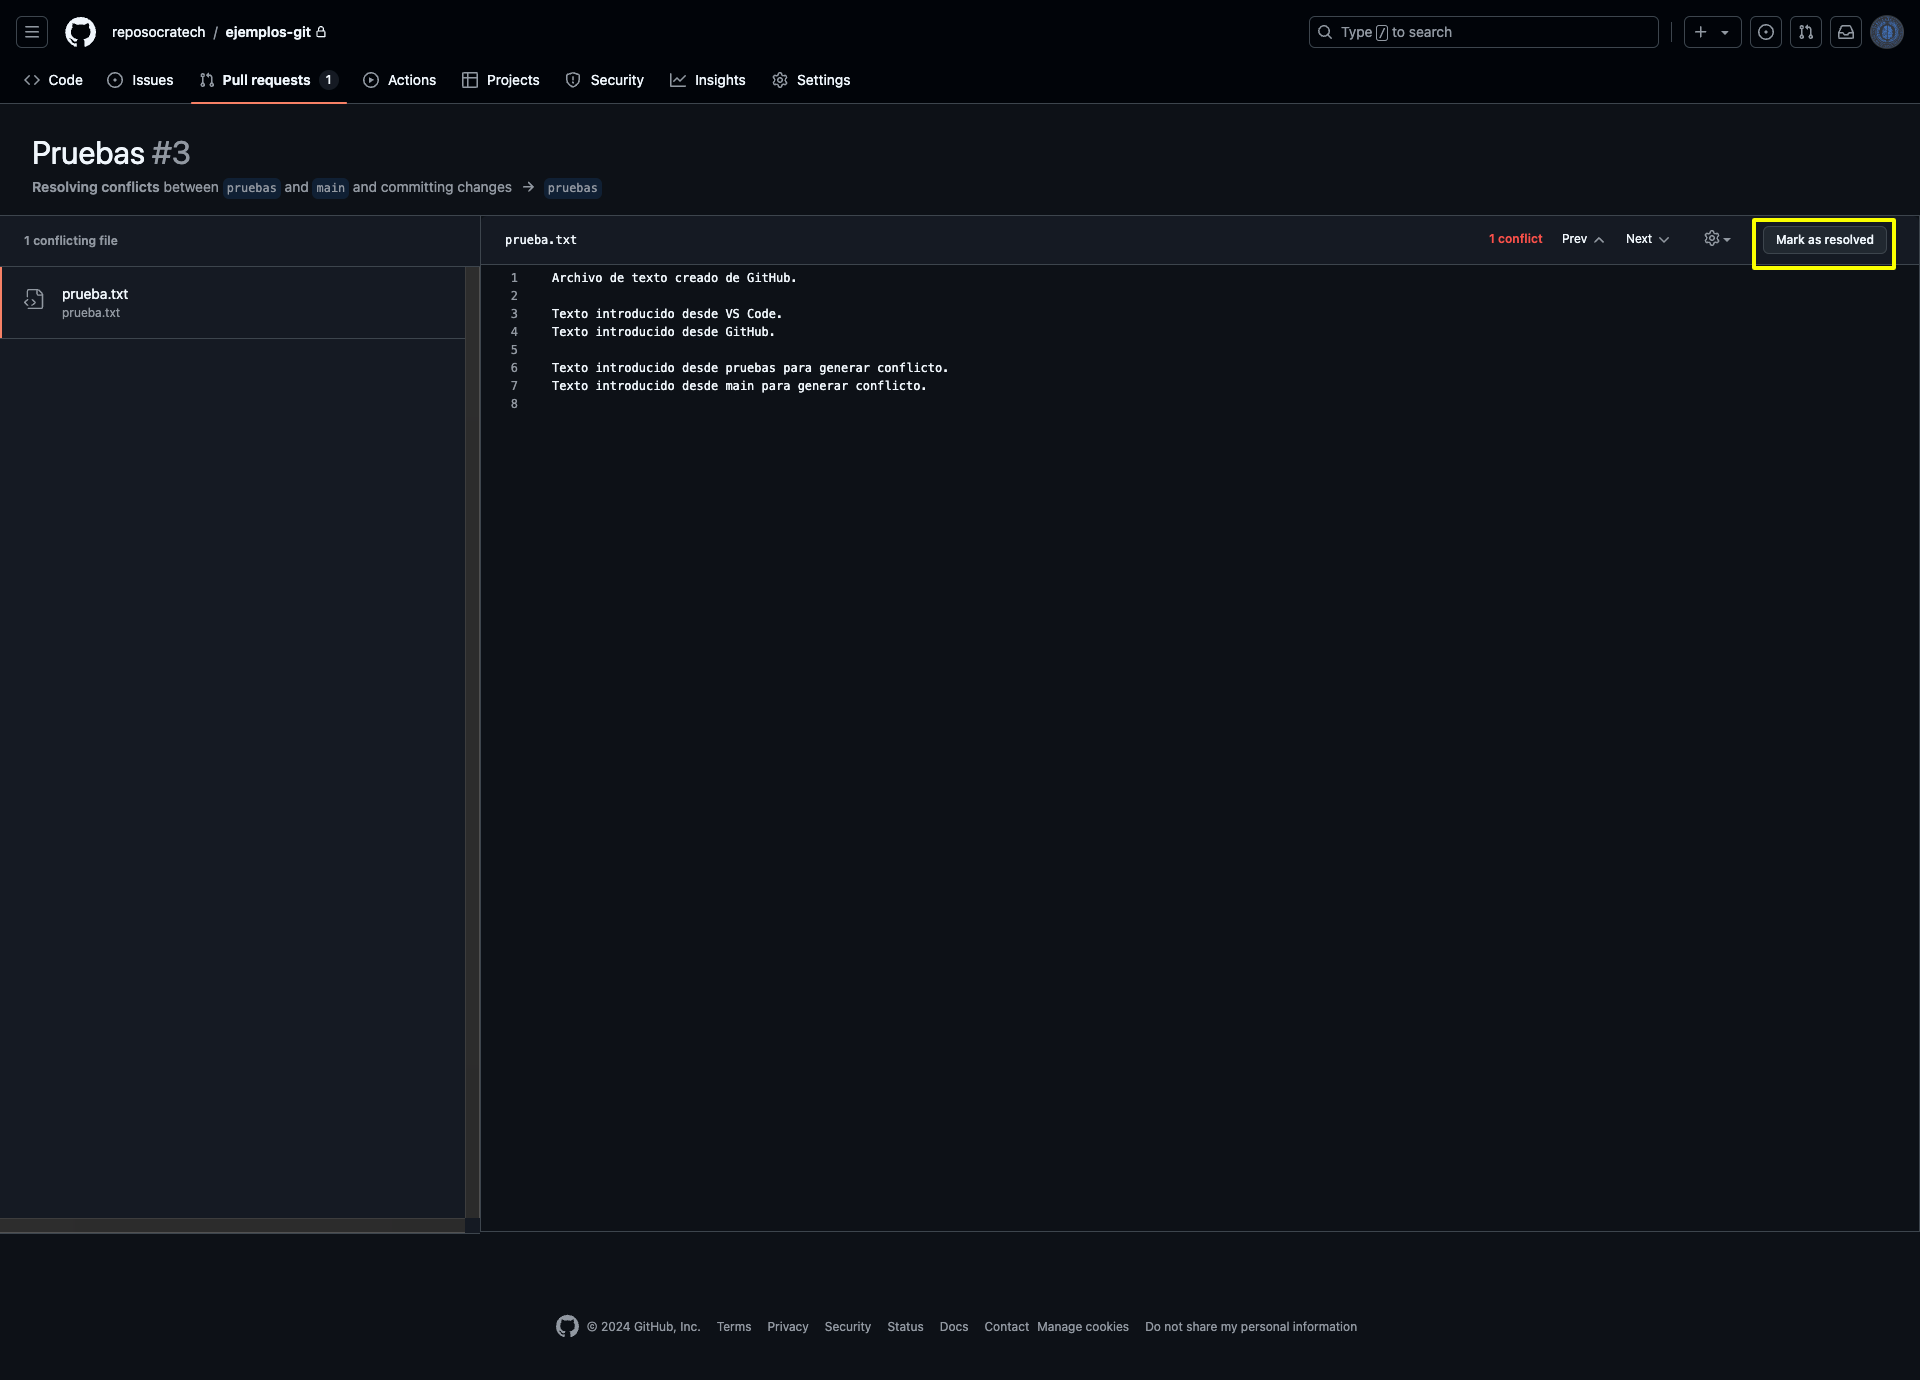 reposocratech / ejemplos-git
Type / to search
Code
Issues
Pull requests 1
Actions
Projects
Security
Insights
Settings
Pruebas #3
Resolving conflicts between pruebas and main and committing changes → pruebas
1 conflicting file
prueba.txt
prueba.txt
prueba.txt
1 conflict
Prev
Next
Mark as resolved
1 Archivo de texto creado de GitHub.
2
3 Texto introducido desde VS Code.
4 Texto introducido desde GitHub.
5
6 Texto introducido desde pruebas para generar conflicto.
7 Texto introducido desde main para generar conflicto.
8
© 2024 GitHub, Inc. Terms Privacy Security Status Docs Contact Manage cookies Do not share my personal information